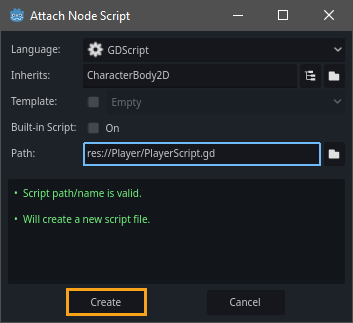 Attach Node Script
Language: GDScript
Inherits: CharacterBody2D
Template: Empty
Built-in Script: On
Path: res://Player/PlayerScript.gd
• Script path/name is valid.
• Will create a new script file.
Create Cancel